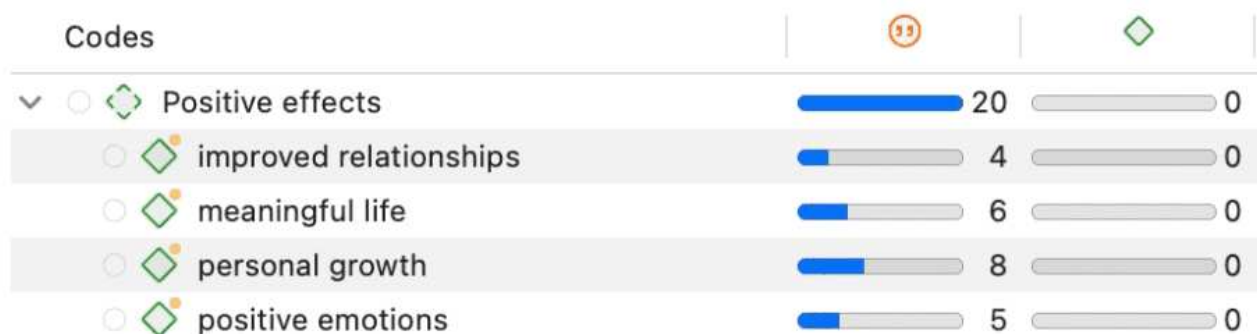 Codes
Positive effects 20 0
improved relationships 4 0
meaningful life 6 0
personal growth 8 0
positive emotions 5 0